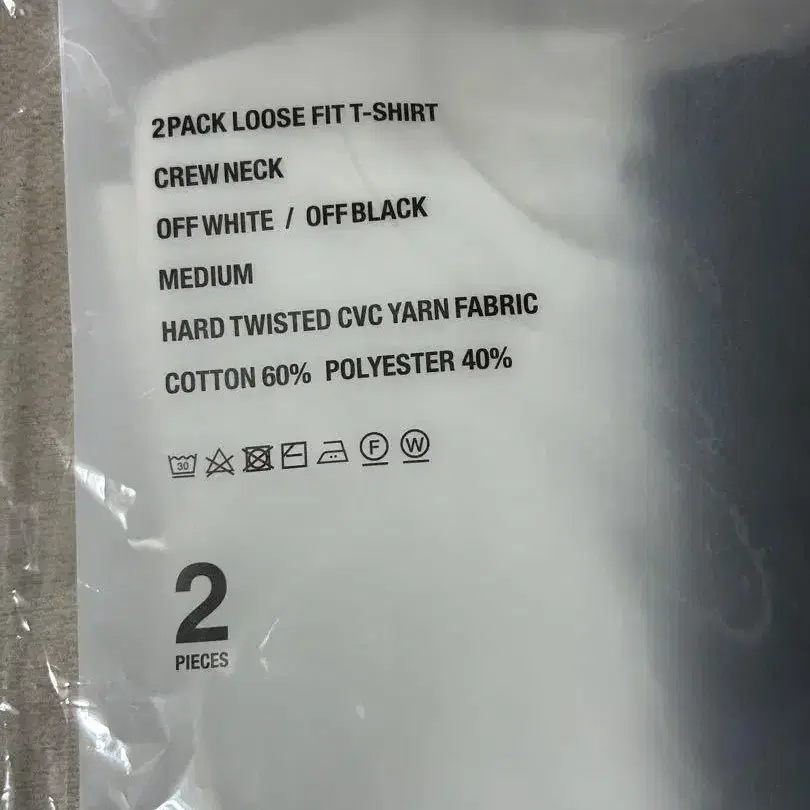 2PACK LOOSE FIT T-SHIRT
CREW NECK
OFF WHITE / OFF BLACK
MEDIUM
HARD TWISTED CVC YARN FABRIC
COTTON 60% POLYESTER 40%
30 F W
2
PIECES